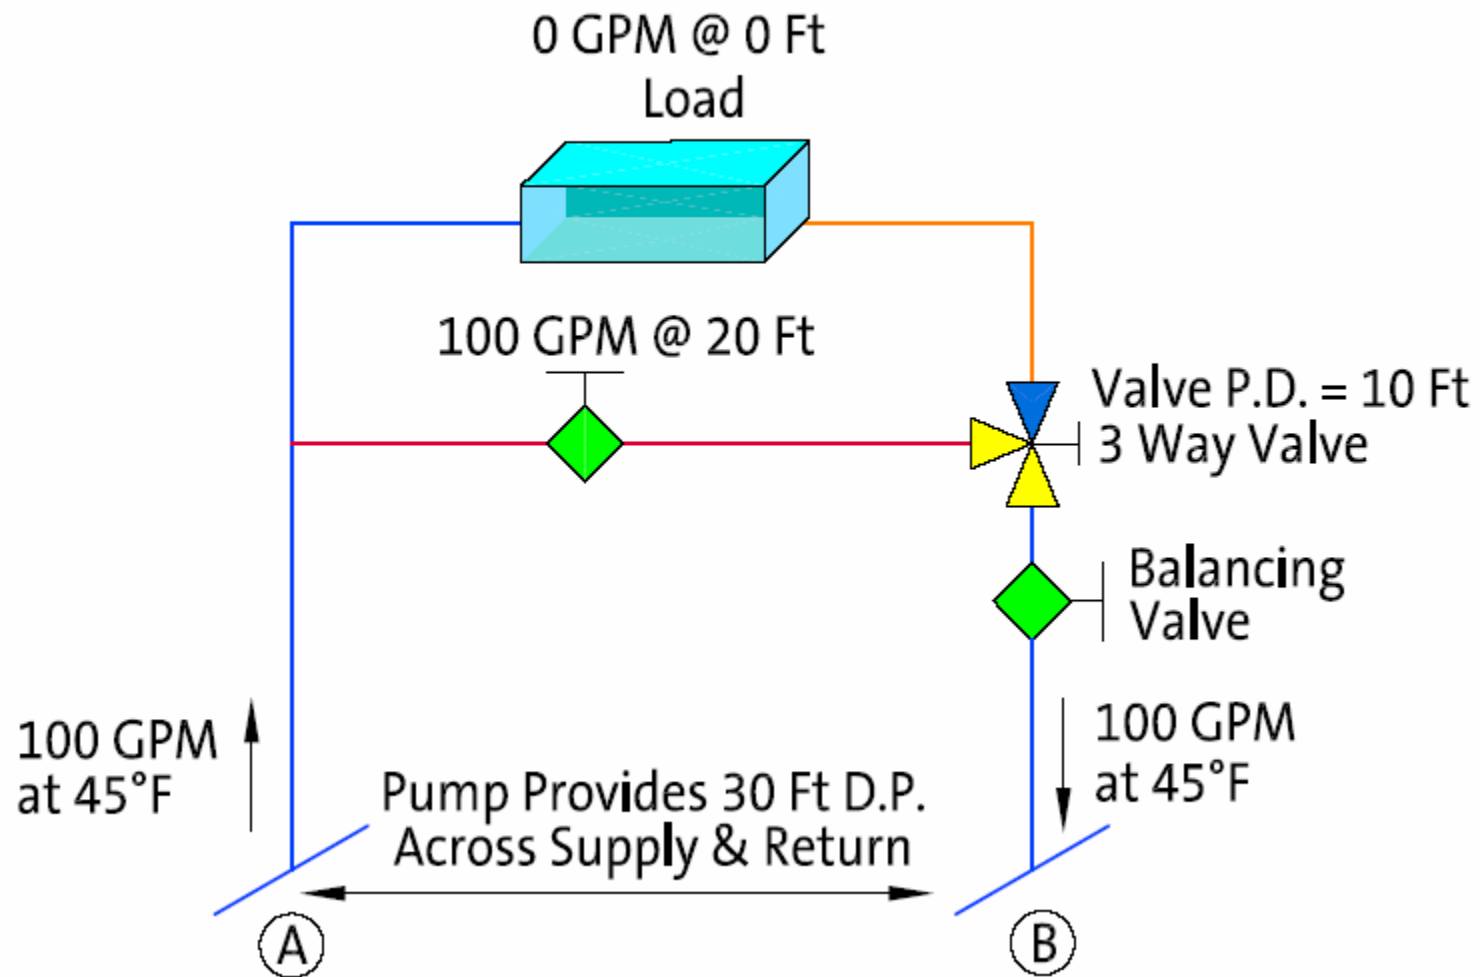 0 GPM @ 0 Ft
Load
100 GPM @ 20 Ft
Valve P.D. = 10 Ft
3 Way Valve
Balancing
Valve
100 GPM
at 45°F
Pump Provides 30 Ft D.P.
Across Supply & Return
100 GPM
at 45°F
A
B